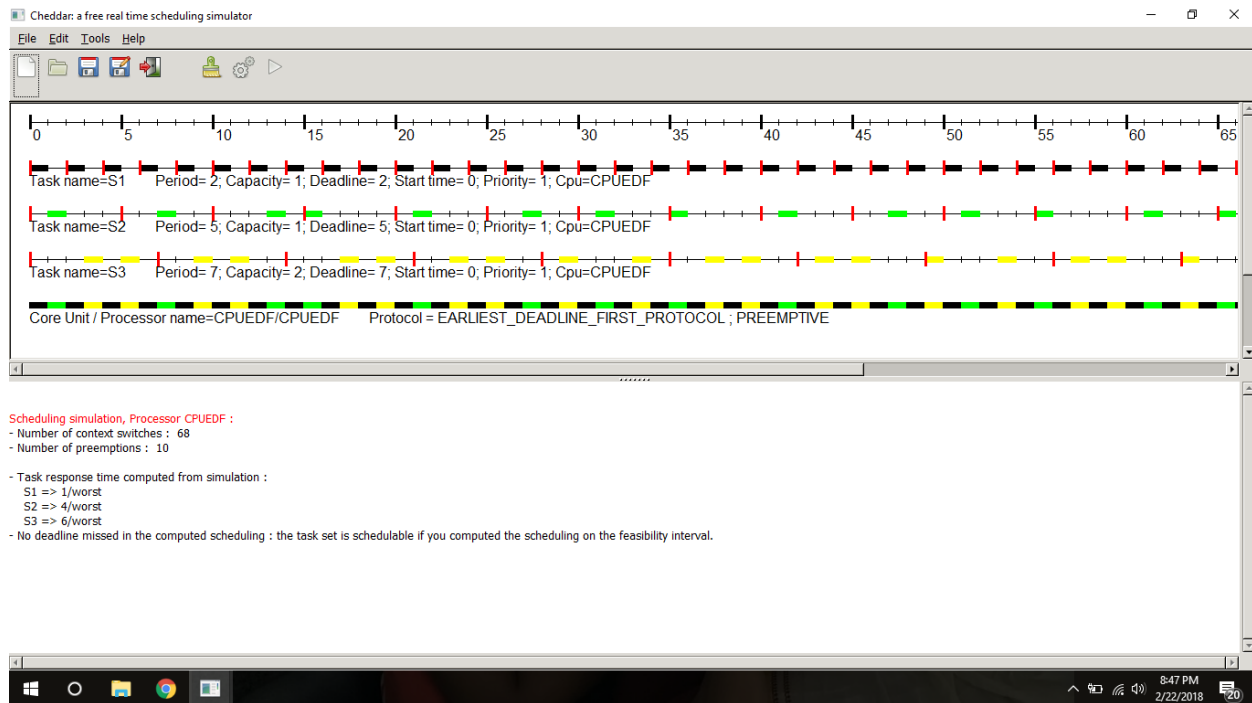 Cheddar: a free real time scheduling simulator
File Edit Tools Help
0 5 10 15 20 25 30 35 40 45 50 55 60 65
Task name=S1 Period= 2; Capacity= 1; Deadline= 2; Start time= 0; Priority= 1; Cpu=CPUEDF
Task name=S2 Period= 5; Capacity= 1; Deadline= 5; Start time= 0; Priority= 1; Cpu=CPUEDF
Task name=S3 Period= 7; Capacity= 2; Deadline= 7; Start time= 0; Priority= 1; Cpu=CPUEDF
Core Unit / Processor name=CPUEDF/CPUEDF Protocol = EARLIEST_DEADLINE_FIRST_PROTOCOL ; PREEMPTIVE
Scheduling simulation, Processor CPUEDF :
- Number of context switches : 68
- Number of preemptions : 10
- Task response time computed from simulation :
S1 => 1/worst
S2 => 4/worst
S3 => 6/worst
- No deadline missed in the computed scheduling : the task set is schedulable if you computed the scheduling on the feasibility interval.
8:47 PM
2/22/2018
20